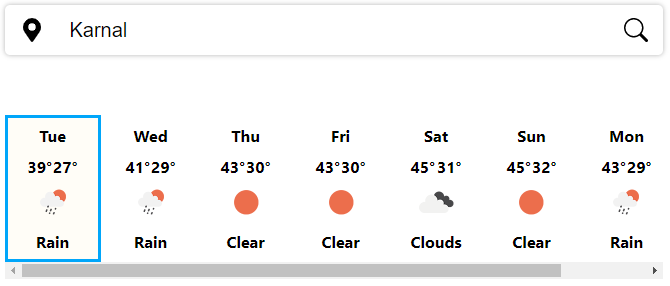 Karnal
Tue Wed Thu Fri Sat Sun Mon
39°27° 41°29° 43°30° 43°30° 45°31° 45°32° 43°29°
Rain Rain Clear Clear Clouds Clear Rain